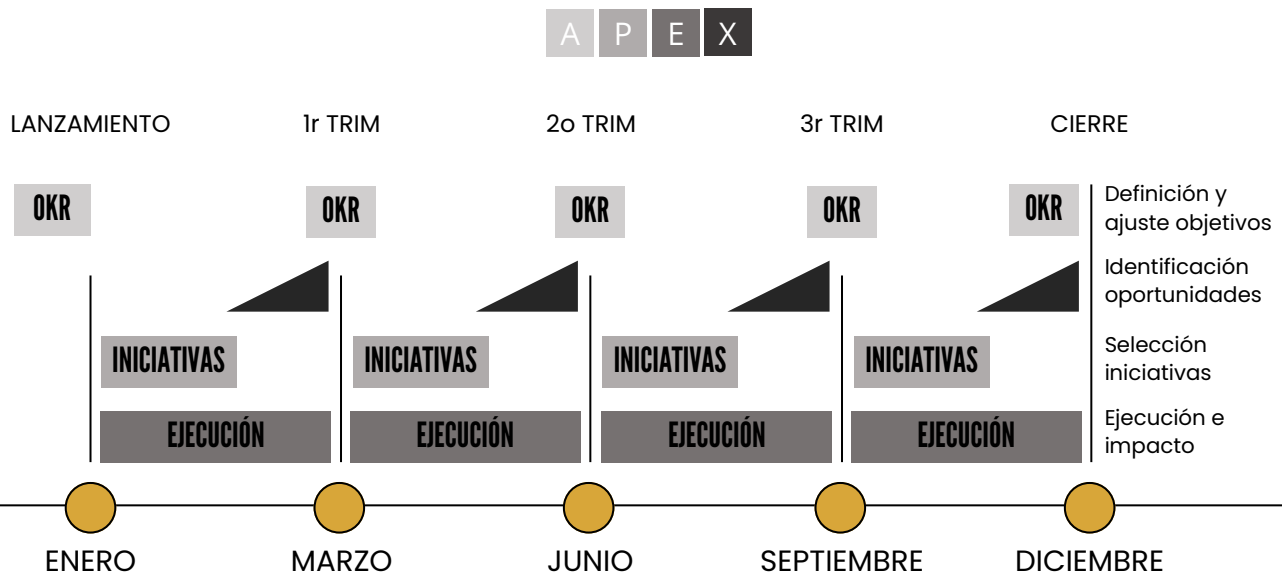 A P E X
LANZAMIENTO 1r TRIM 2o TRIM 3r TRIM CIERRE
OKR OKR OKR OKR OKR
Definición y
ajuste objetivos
Identificación
oportunidades
INICIATIVAS INICIATIVAS INICIATIVAS INICIATIVAS
Selección
iniciativas
EJECUCIÓN EJECUCIÓN EJECUCIÓN EJECUCIÓN
Ejecución e
impacto
ENERO MARZO JUNIO SEPTIEMBRE DICIEMBRE